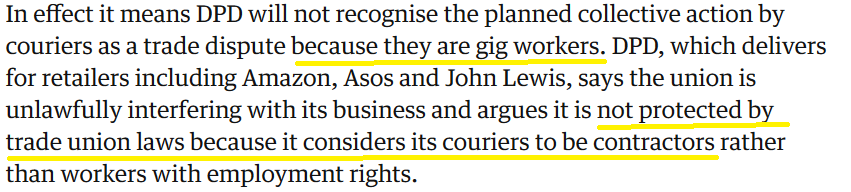 In effect it means DPD will not recognise the planned collective action by
couriers as a trade dispute because they are gig workers. DPD, which delivers
for retailers including Amazon, Asos and John Lewis, says the union is
unlawfully interfering with its business and argues it is not protected by
trade union laws because it considers its couriers to be contractors rather
than workers with employment rights.